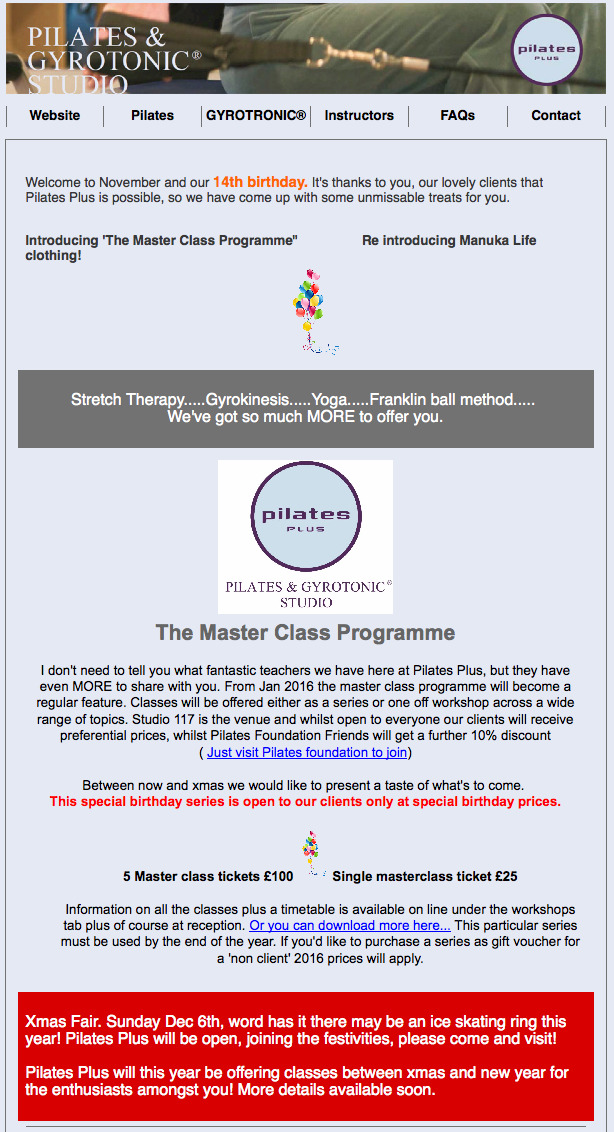 PILATES &
GYROTONIC®
STUDIO
pilates
PLUS
Website Pilates GYROTRONIC® Instructors FAQs Contact
Welcome to November and our 14th birthday. It's thanks to you, our lovely clients that
Pilates Plus is possible, so we have come up with some unmissable treats for you.
Introducing 'The Master Class Programme" Re introducing Manuka Life
clothing!
Stretch Therapy.....Gyrokinesis.....Yoga.....Franklin ball method.....
We've got so much MORE to offer you.
pilates
PLUS
PILATES & GYROTONIC®
STUDIO
The Master Class Programme
I don't need to tell you what fantastic teachers we have here at Pilates Plus, but they have
even MORE to share with you. From Jan 2016 the master class programme will become a
regular feature. Classes will be offered either as a series or one off workshop across a wide
range of topics. Studio 117 is the venue and whilst open to everyone our clients will receive
preferential prices, whilst Pilates Foundation Friends will get a further 10% discount
( Just visit Pilates foundation to join)
Between now and xmas we would like to present a taste of what's to come.
This special birthday series is open to our clients only at special birthday prices.
5 Master class tickets £100 Single masterclass ticket £25
Information on all the classes plus a timetable is available on line under the workshops
tab plus of course at reception. Or you can download more here... This particular series
must be used by the end of the year. If you'd like to purchase a series as gift voucher for
a 'non client' 2016 prices will apply.
Xmas Fair. Sunday Dec 6th, word has it there may be an ice skating ring this
year! Pilates Plus will be open, joining the festivities, please come and visit!
Pilates Plus will this year be offering classes between xmas and new year for
the enthusiasts amongst you! More details available soon.